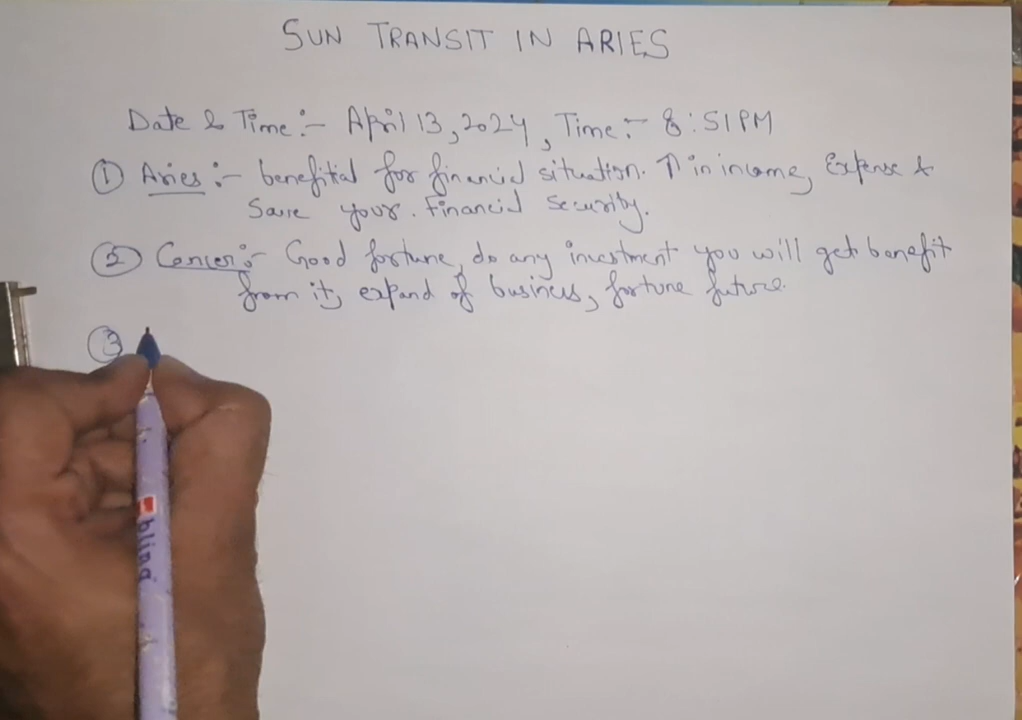 SUN TRANSIT IN ARIES
Date & Time :- April 13, 2024, Time :- 8:51PM
① Aries :- benefitial for financial situation. ↑ in income, Expense &
Save your. Financial Security.
② Cancer :- Good fortune, do any investment you will get benefit
from it, expand of business, fortune future.
③
bling